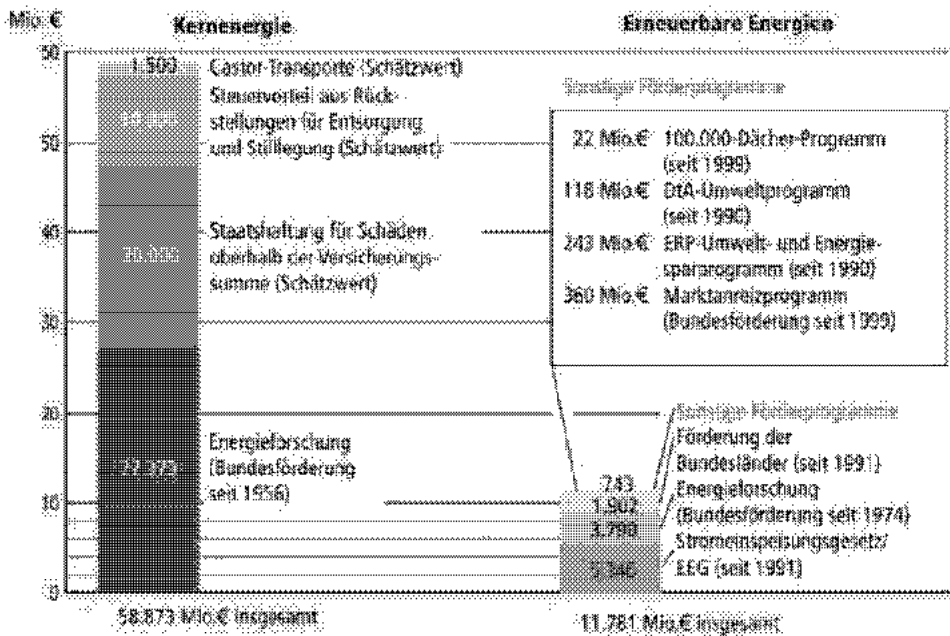 Mio. €
Kernenergie
Erneuerbare Energien
50
40
30
20
10
0
1.500
Castor-Transporte (Schätzwert)
Steuervorteil aus Rück-
stellungen für Entsorgung
und Stilllegung (Schätzwert)
Staatshaftung für Schäden
oberhalb der Versicherungs-
summe (Schätzwert)
Energieforschung
(Bundesförderung
seit 1956)
58.873 Mio.€ insgesamt
Sonstige Förderprogramme
22 Mio.€ 100.000-Dächer-Programm
(seit 1999)
118 Mio.€ DtA-Umweltprogramm
(seit 1990)
243 Mio.€ ERP-Umwelt- und Energie-
sparprogramm (seit 1990)
360 Mio.€ Marktanreizprogramm
(Bundesförderung seit 1999)
743
1.902
3.790
5.346
Sonstige Förderprogramme
Förderung der
Bundesländer (seit 1991)
Energieforschung
(Bundesförderung seit 1974)
Stromeinspeisungsgesetz/
EEG (seit 1991)
11.781 Mio.€ insgesamt